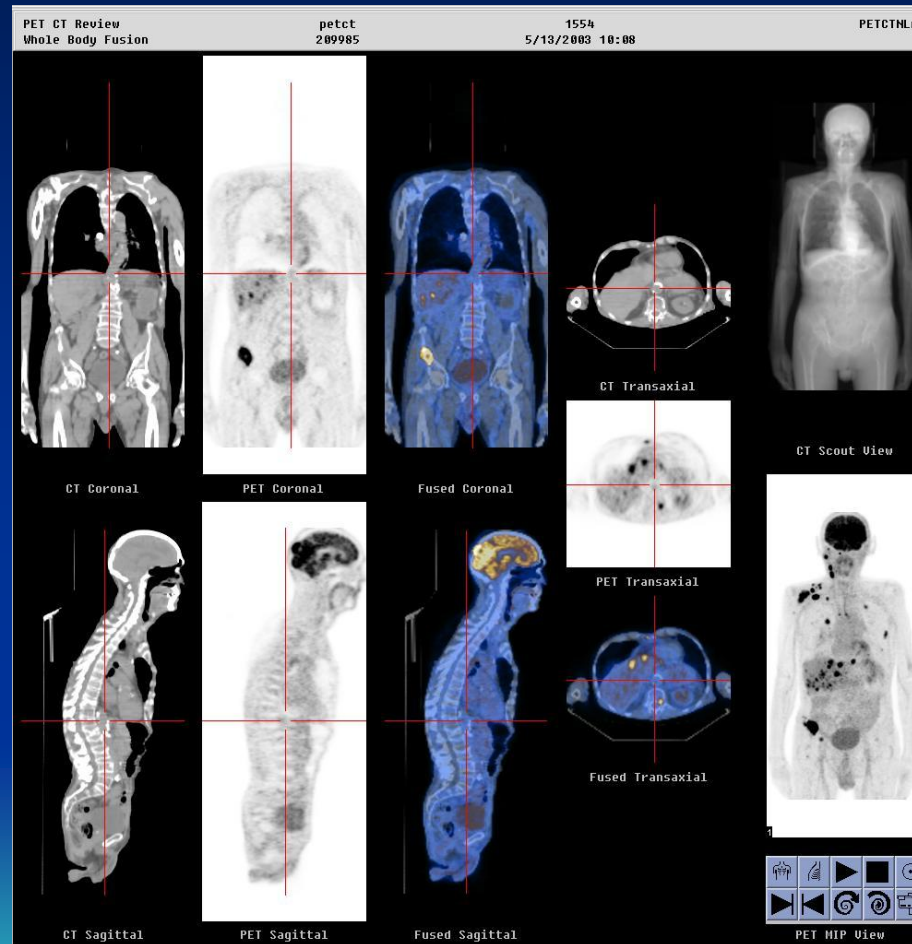 PET CT Review petct 1554 PETCTNL
Whole Body Fusion 209985 5/13/2003 10:08
CT Transaxial
CT Scout View
CT Coronal PET Coronal Fused Coronal
PET Transaxial
Fused Transaxial
1
CT Sagittal PET Sagittal Fused Sagittal PET MIP View